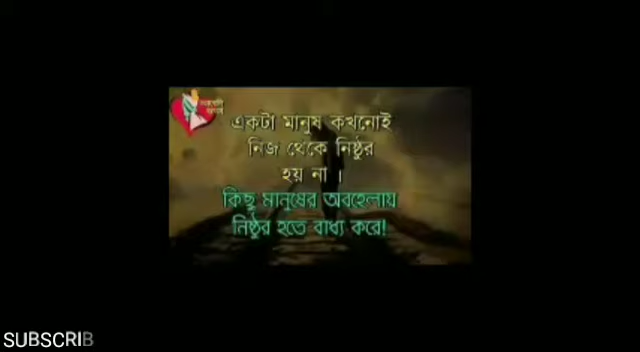 একটা মানুষ কখনোই
নিজ থেকে নিষ্ঠুর
হয় না ।
কিছু মানুষের অবহেলায়
নিষ্ঠুর হতে বাধ্য করে!
SUBSCRIB